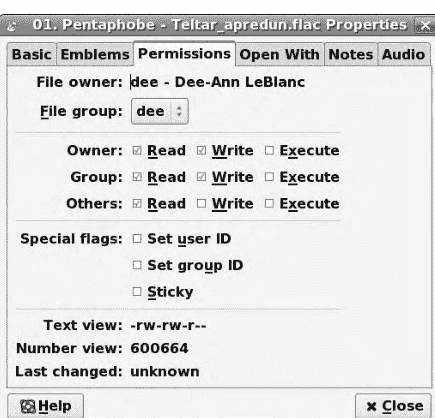 01. Pentaphobe - Teltar_apredun.flac Properties
Basic Emblems Permissions Open With Notes Audio
File owner: dee - Dee-Ann LeBlanc
File group: dee
Owner: Read Write Execute
Group: Read Write Execute
Others: Read Write Execute
Special flags: Set user ID
Set group ID
Sticky
Text view: -rw-rw-r--
Number view: 600664
Last changed: unknown
Help Close